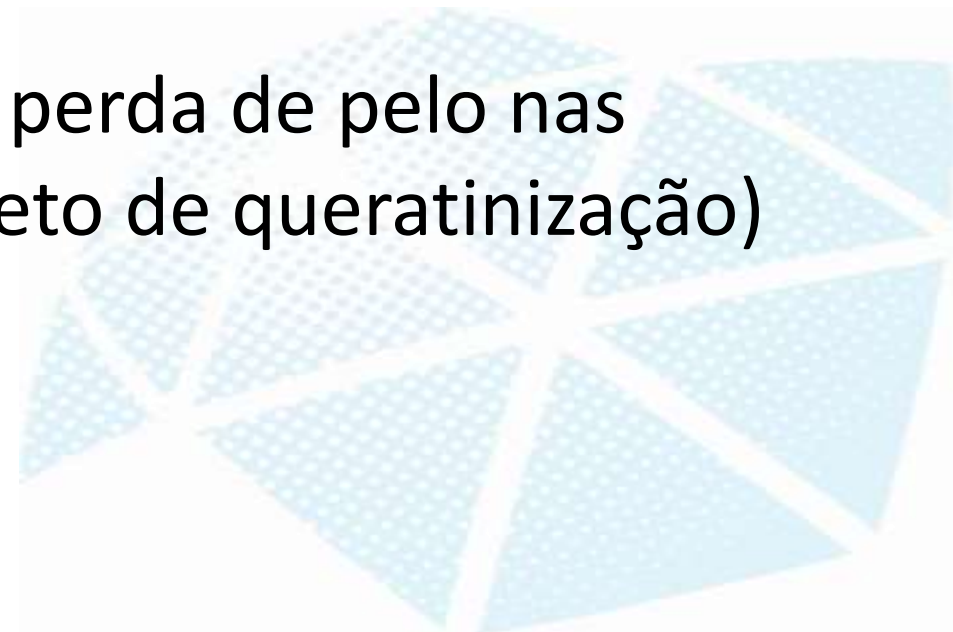 perda de pelo nas
eto de queratinização)